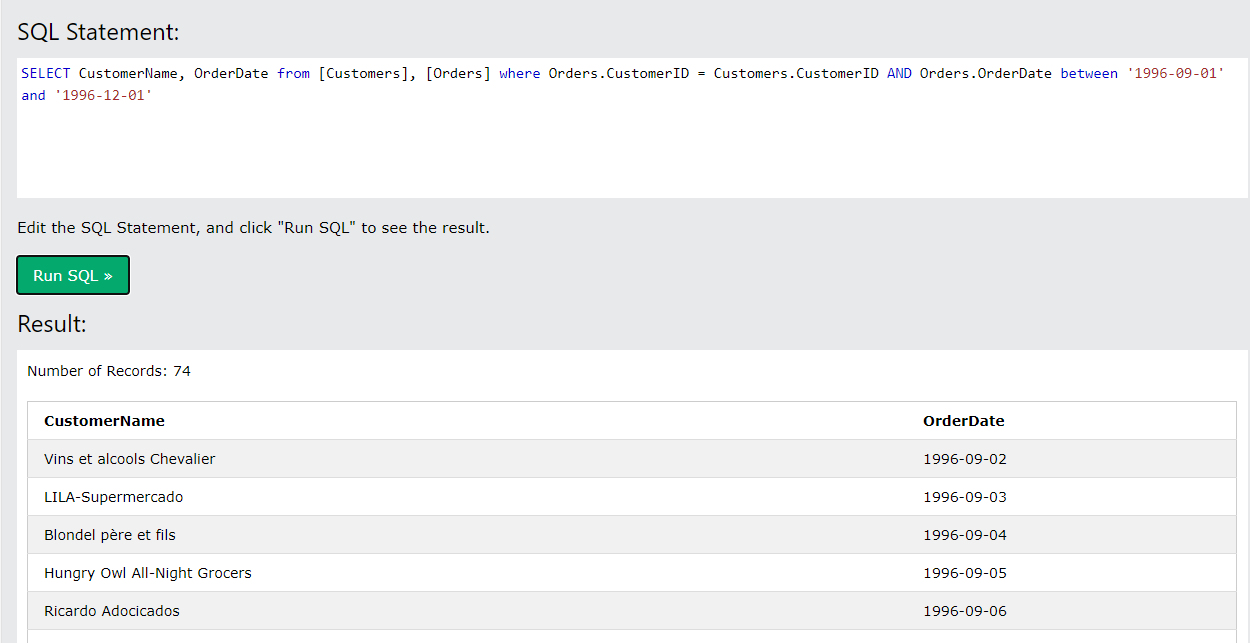 SQL Statement:
SELECT CustomerName, OrderDate from [Customers], [Orders] where Orders.CustomerID = Customers.CustomerID AND Orders.OrderDate between '1996-09-01'
and '1996-12-01'
Edit the SQL Statement, and click "Run SQL" to see the result.
Run SQL »
Result:
Number of Records: 74
CustomerName OrderDate
Vins et alcools Chevalier 1996-09-02
LILA-Supermercado 1996-09-03
Blondel père et fils 1996-09-04
Hungry Owl All-Night Grocers 1996-09-05
Ricardo Adocicados 1996-09-06